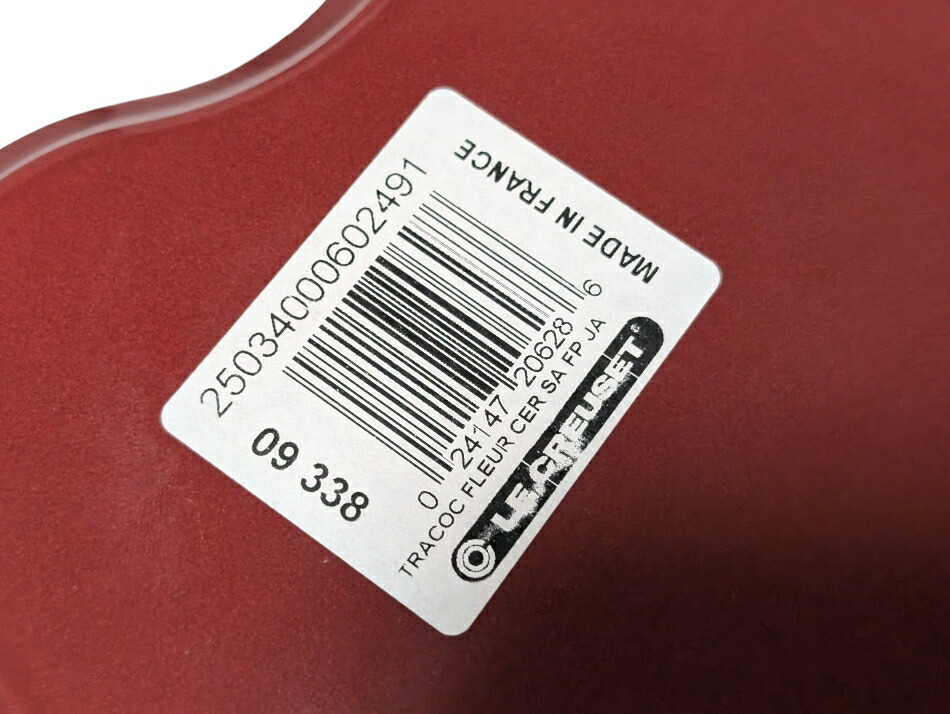 25034000602491
0 24147 20628 6
TRACOC FLEUR CER SA FP JA
LE CREUSET®
09 338
MADE IN FRANCE